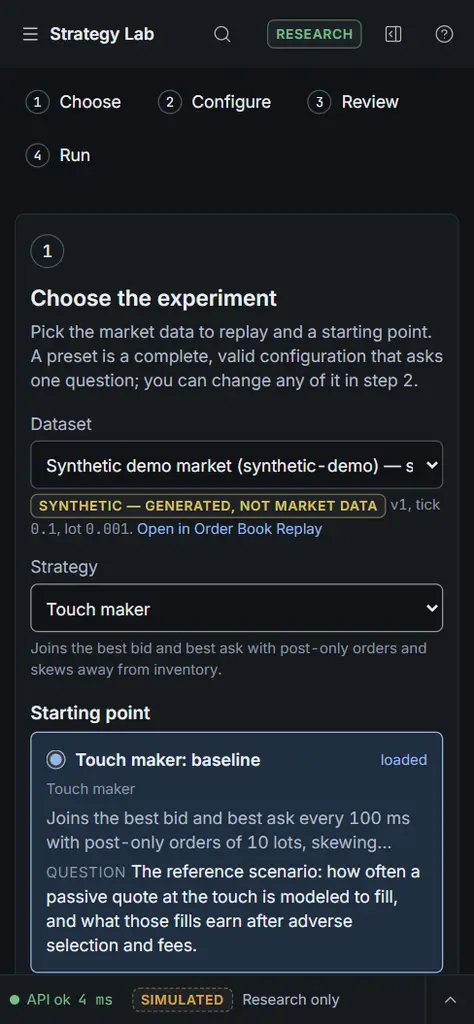 Strategy Lab
RESEARCH
1 Choose
2 Configure
3 Review
4 Run
1
Choose the experiment
Pick the market data to replay and a starting point.
A preset is a complete, valid configuration that asks
one question; you can change any of it in step 2.
Dataset
Synthetic demo market (synthetic-demo) — s
SYNTHETIC — GENERATED, NOT MARKET DATA v1, tick
0.1, lot 0.001. Open in Order Book Replay
Strategy
Touch maker
Joins the best bid and best ask with post-only orders and
skews away from inventory.
Starting point
Touch maker: baseline loaded
Touch maker
Joins the best bid and best ask every 100 ms
with post-only orders of 10 lots, skewing...
QUESTION The reference scenario: how often a
passive quote at the touch is modeled to fill,
and what those fills earn after adverse
selection and fees.
API ok 4 ms
SIMULATED
Research only